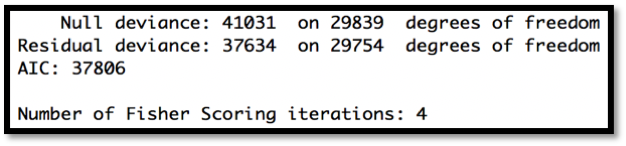 Null deviance: 41031 on 29839 degrees of freedom
Residual deviance: 37634 on 29754 degrees of freedom
AIC: 37806
Number of Fisher Scoring iterations: 4